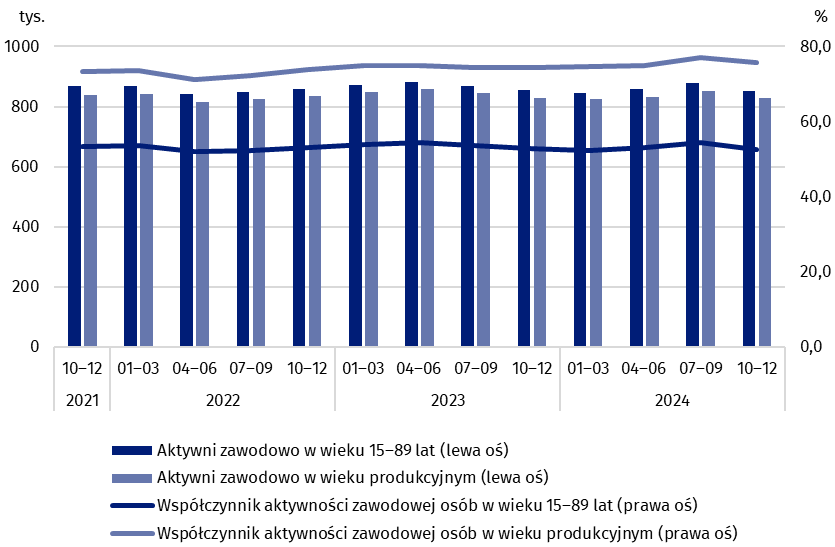 tys. %
1000 80,0
800
60,0
600
40,0
400
20,0
200
0 0,0
10–12 01–03 04–06 07–09 10–12 01–03 04–06 07–09 10–12 01–03 04–06 07–09 10–12
2021 2022 2023 2024
Aktywni zawodowo w wieku 15–89 lat (lewa oś)
Aktywni zawodowo w wieku produkcyjnym (lewa oś)
Współczynnik aktywności zawodowej osób w wieku 15–89 lat (prawa oś)
Współczynnik aktywności zawodowej osób w wieku produkcyjnym (prawa oś)